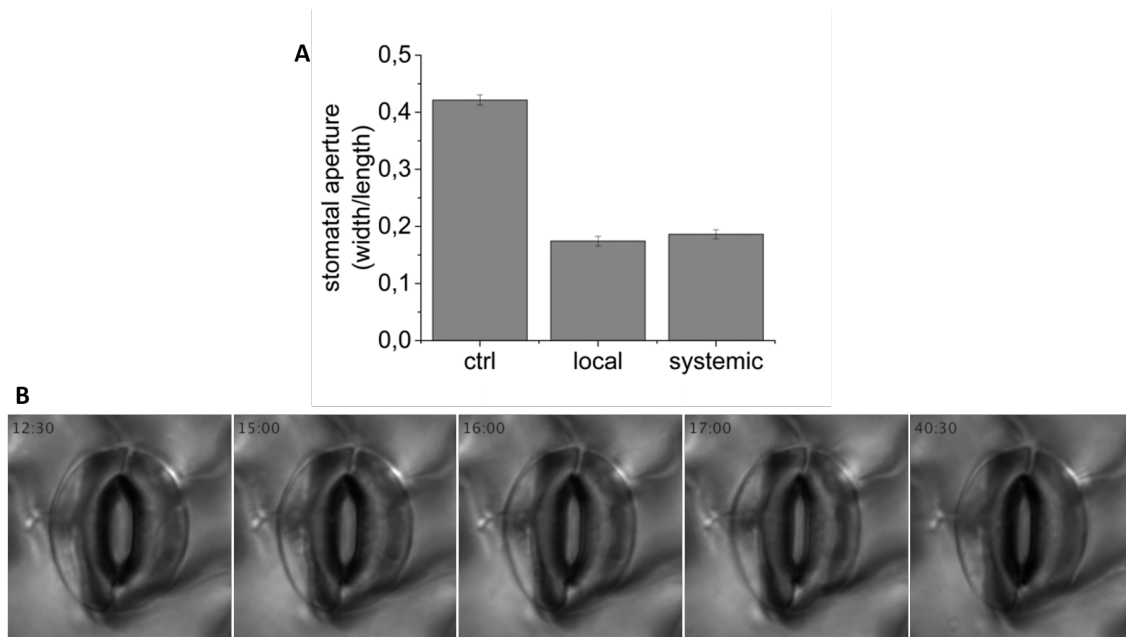 A
stomatal aperture
(width/length)
0,5
0,4
0,3
0,2
0,1
0,0
ctrl local systemic
B
12:30 15:00 16:00 17:00 40:30